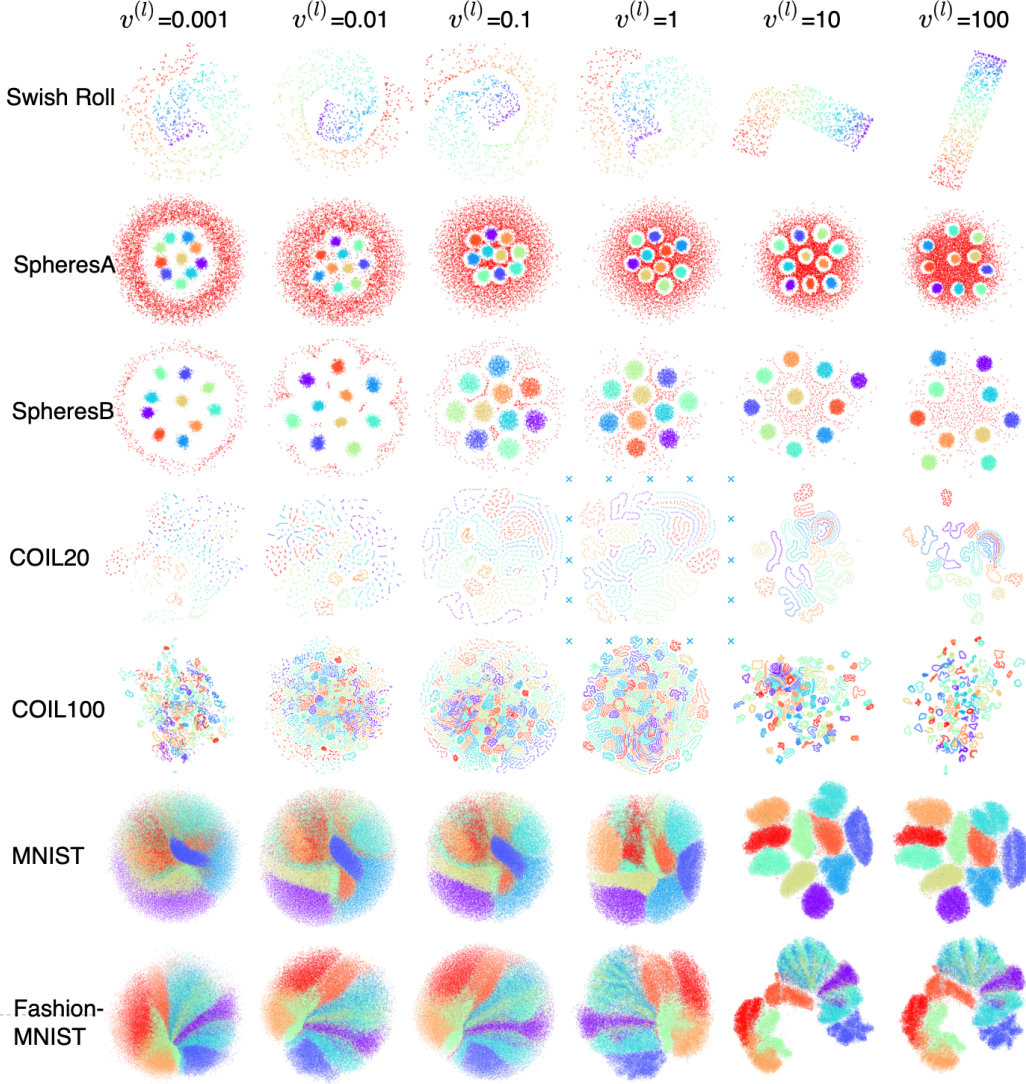 v^(l)=0.001 v^(l)=0.01 v^(l)=0.1 v^(l)=1 v^(l)=10 v^(l)=100
Swish Roll
SpheresA
SpheresB
COIL20
COIL100
MNIST
Fashion-
MNIST